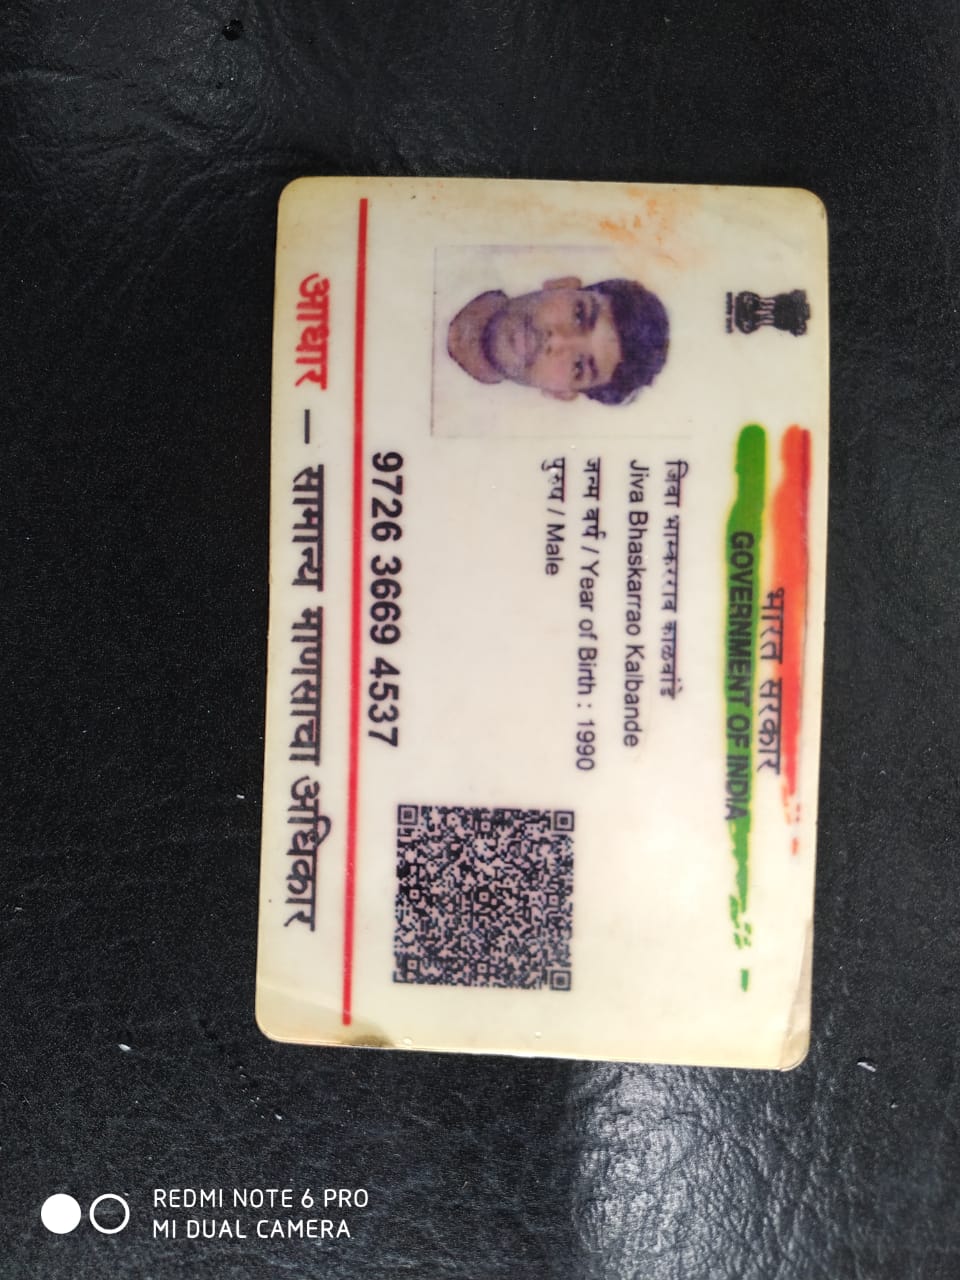 भारत सरकार
GOVERNMENT OF INDIA
जिवा भास्करराव काळबांडे
Jiva Bhaskarrao Kalbande
जन्म वर्ष / Year of Birth : 1990
पुरुष / Male
9726 3669 4537
आधार – सामान्य माणसाचा अधिकार
REDMI NOTE 6 PRO
MI DUAL CAMERA